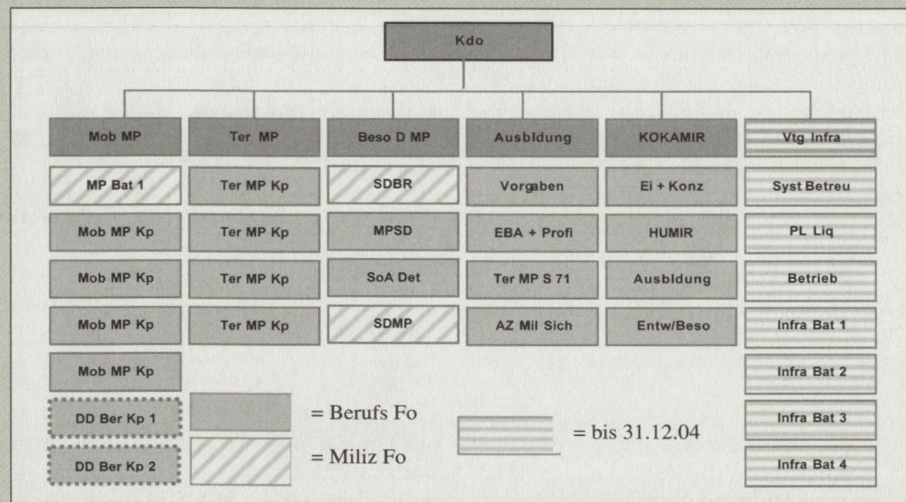 Kdo
Mob MP
Ter MP
Beso D MP
Ausbldung
KOKAMIR
Vtg Infra
MP Bat 1
Ter MP Kp
SDBR
Vorgaben
Ei + Konz
Syst Betreu
Mob MP Kp
Ter MP Kp
MPSD
EBA + Profi
HUMIR
PL Liq
Mob MP Kp
Ter MP Kp
SoA Det
Ter MP S 71
Ausbldung
Betrieb
Mob MP Kp
Ter MP Kp
SDMP
AZ Mil Sich
Entw/Beso
Infra Bat 1
Mob MP Kp
Infra Bat 2
DD Ber Kp 1
= Berufs Fo
= bis 31.12.04
Infra Bat 3
DD Ber Kp 2
= Miliz Fo
Infra Bat 4